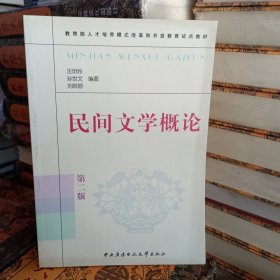 教育部人才培养模式改革和开放教育试点教材
MINJIAN WENXUE GAILUN
汪玢玲
孙世文 编著
刘晔原
民间文学概论
第二版
中央广播电视大学出版社